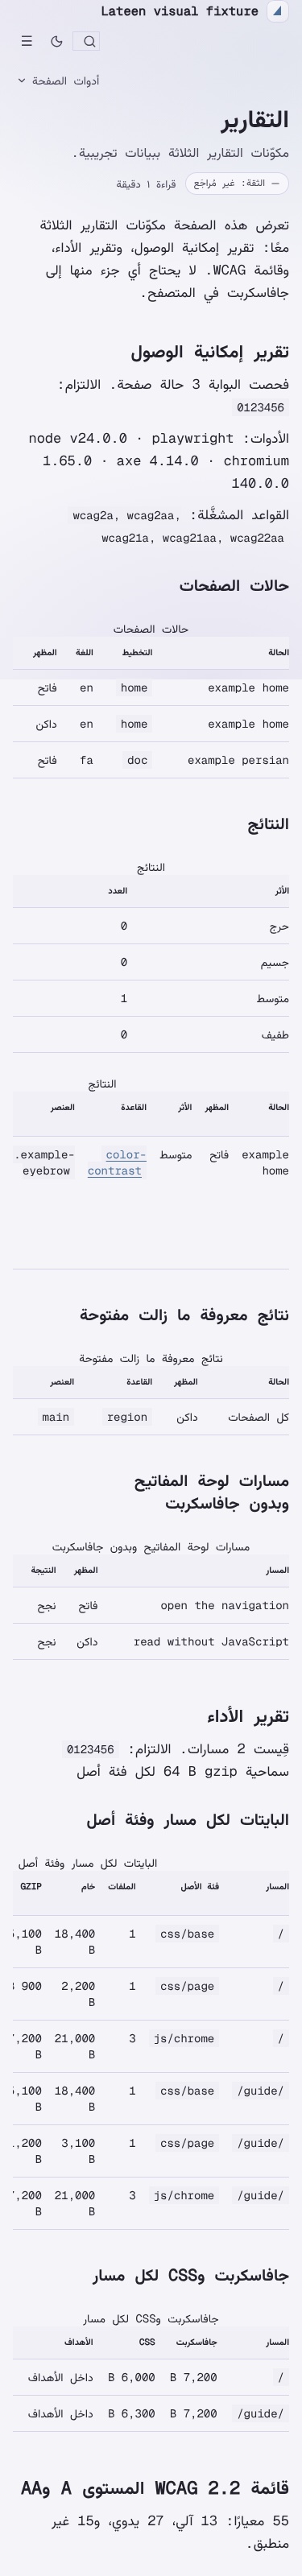 Lateen visual fixture
أدوات الصفحة
التقارير
مكوّنات التقارير الثلاثة ببيانات تجريبية.
الثقة: غير مُراجَع
قراءة ١ دقيقة
تعرض هذه الصفحة مكوّنات التقارير الثلاثة
معًا: تقرير إمكانية الوصول، وتقرير الأداء،
وقائمة WCAG. لا يحتاج أي جزء منها إلى
جافاسكربت في المتصفح.
تقرير إمكانية الوصول
فحصت البوابة 3 حالة صفحة. الالتزام:
0123456
الأدوات: node v24.0.0 · playwright
1.65.0 · axe 4.14.0 · chromium
140.0.0
القواعد المشغَّلة: wcag2a, wcag2aa,
wcag21a, wcag21aa, wcag22aa
حالات الصفحات
حالات الصفحات
الحالة التخطيط اللغة المظهر
example home home en فاتح
example home home en داكن
example persian doc fa فاتح
النتائج
النتائج
الأثر العدد
حرج 0
جسيم 0
متوسط 1
طفيف 0
النتائج
الحالة المظهر الأثر القاعدة العنصر
example home فاتح متوسط color-contrast .example-eyebrow
نتائج معروفة ما زالت مفتوحة
نتائج معروفة ما زالت مفتوحة
الحالة المظهر القاعدة العنصر
كل الصفحات داكن region main
مسارات لوحة المفاتيح
وبدون جافاسكربت
مسارات لوحة المفاتيح وبدون جافاسكربت
المسار المظهر النتيجة
open the navigation فاتح نجح
read without JavaScript داكن نجح
تقرير الأداء
قِيست 2 مسارات. الالتزام: 0123456
سماحية 64 B gzip لكل فئة أصل
البايتات لكل مسار وفئة أصل
البايتات لكل مسار وفئة أصل
المسار فئة الأصل الملفات خام GZIP
/ css/base 1 18,400 B ,100 B
/ css/page 1 2,200 B 900
/ js/chrome 3 21,000 B ,200 B
/guide/ css/base 1 18,400 B ,100 B
/guide/ css/page 1 3,100 B ,200 B
/guide/ js/chrome 3 21,000 B ,200 B
جافاسكربت وCSS لكل مسار
جافاسكربت وCSS لكل مسار
المسار جافاسكربت CSS الأهداف
/ 7,200 B 6,000 B داخل الأهداف
/guide/ 7,200 B 6,300 B داخل الأهداف
قائمة WCAG 2.2 المستوى A وAA
55 معيارًا: 13 آلي، 27 يدوي، و15 غير
منطبق.